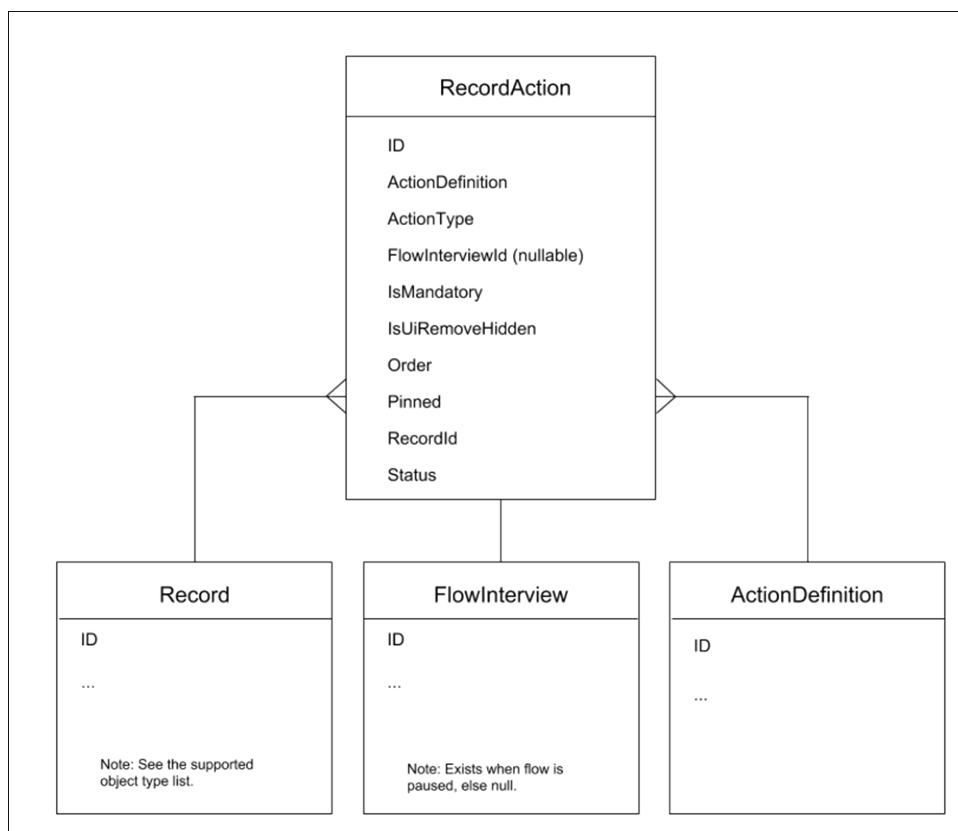 RecordAction
ID
ActionDefinition
ActionType
FlowInterviewId (nullable)
IsMandatory
IsUiRemoveHidden
Order
Pinned
RecordId
Status
Record
ID
...
Note: See the supported
object type list.
FlowInterview
ID
...
Note: Exists when flow is
paused, else null.
ActionDefinition
ID
...